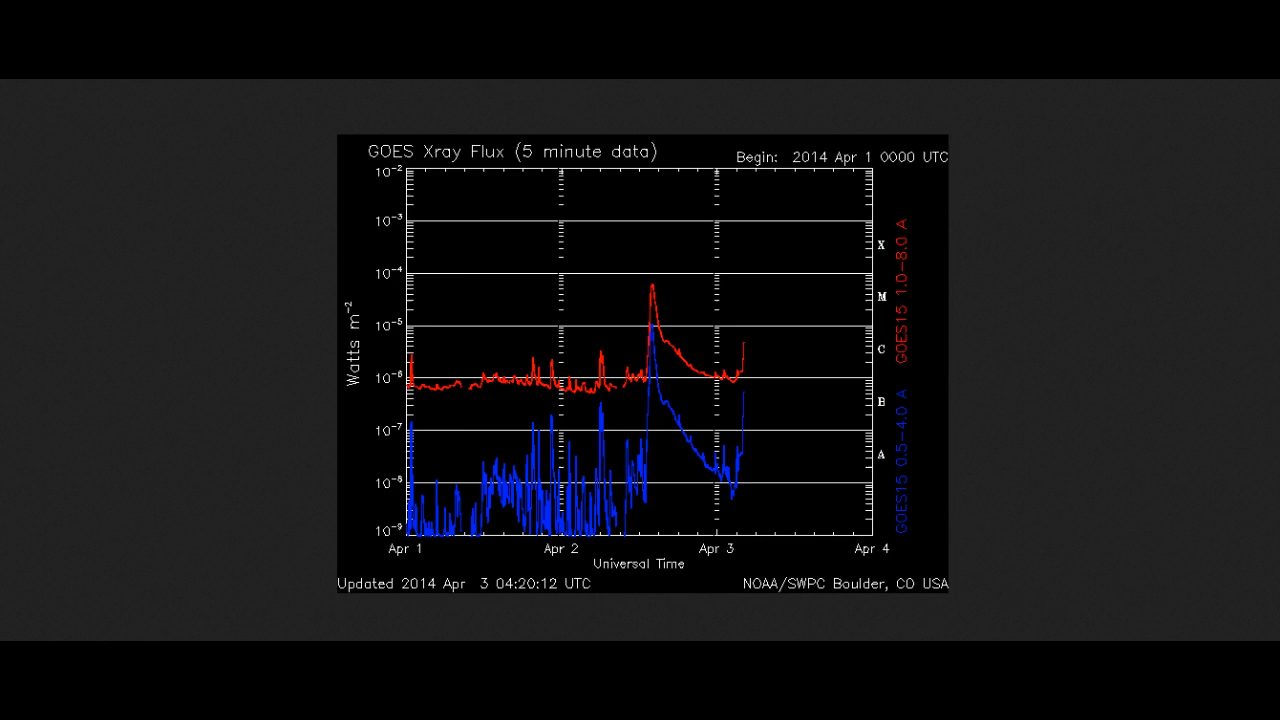 GOES Xray Flux (5 minute data)
Begin: 2014 Apr 1 0000 UTC
10⁻²
10⁻³
10⁻⁴
10⁻⁵
10⁻⁶
10⁻⁷
10⁻⁸
10⁻⁹
Watts m⁻²
X
M
C
B
A
GOES15 1.0−8.0 A
GOES15 0.5−4.0 A
Apr 1
Apr 2
Apr 3
Apr 4
Universal Time
Updated 2014 Apr 3 04:20:12 UTC
NOAA/SWPC Boulder, CO USA